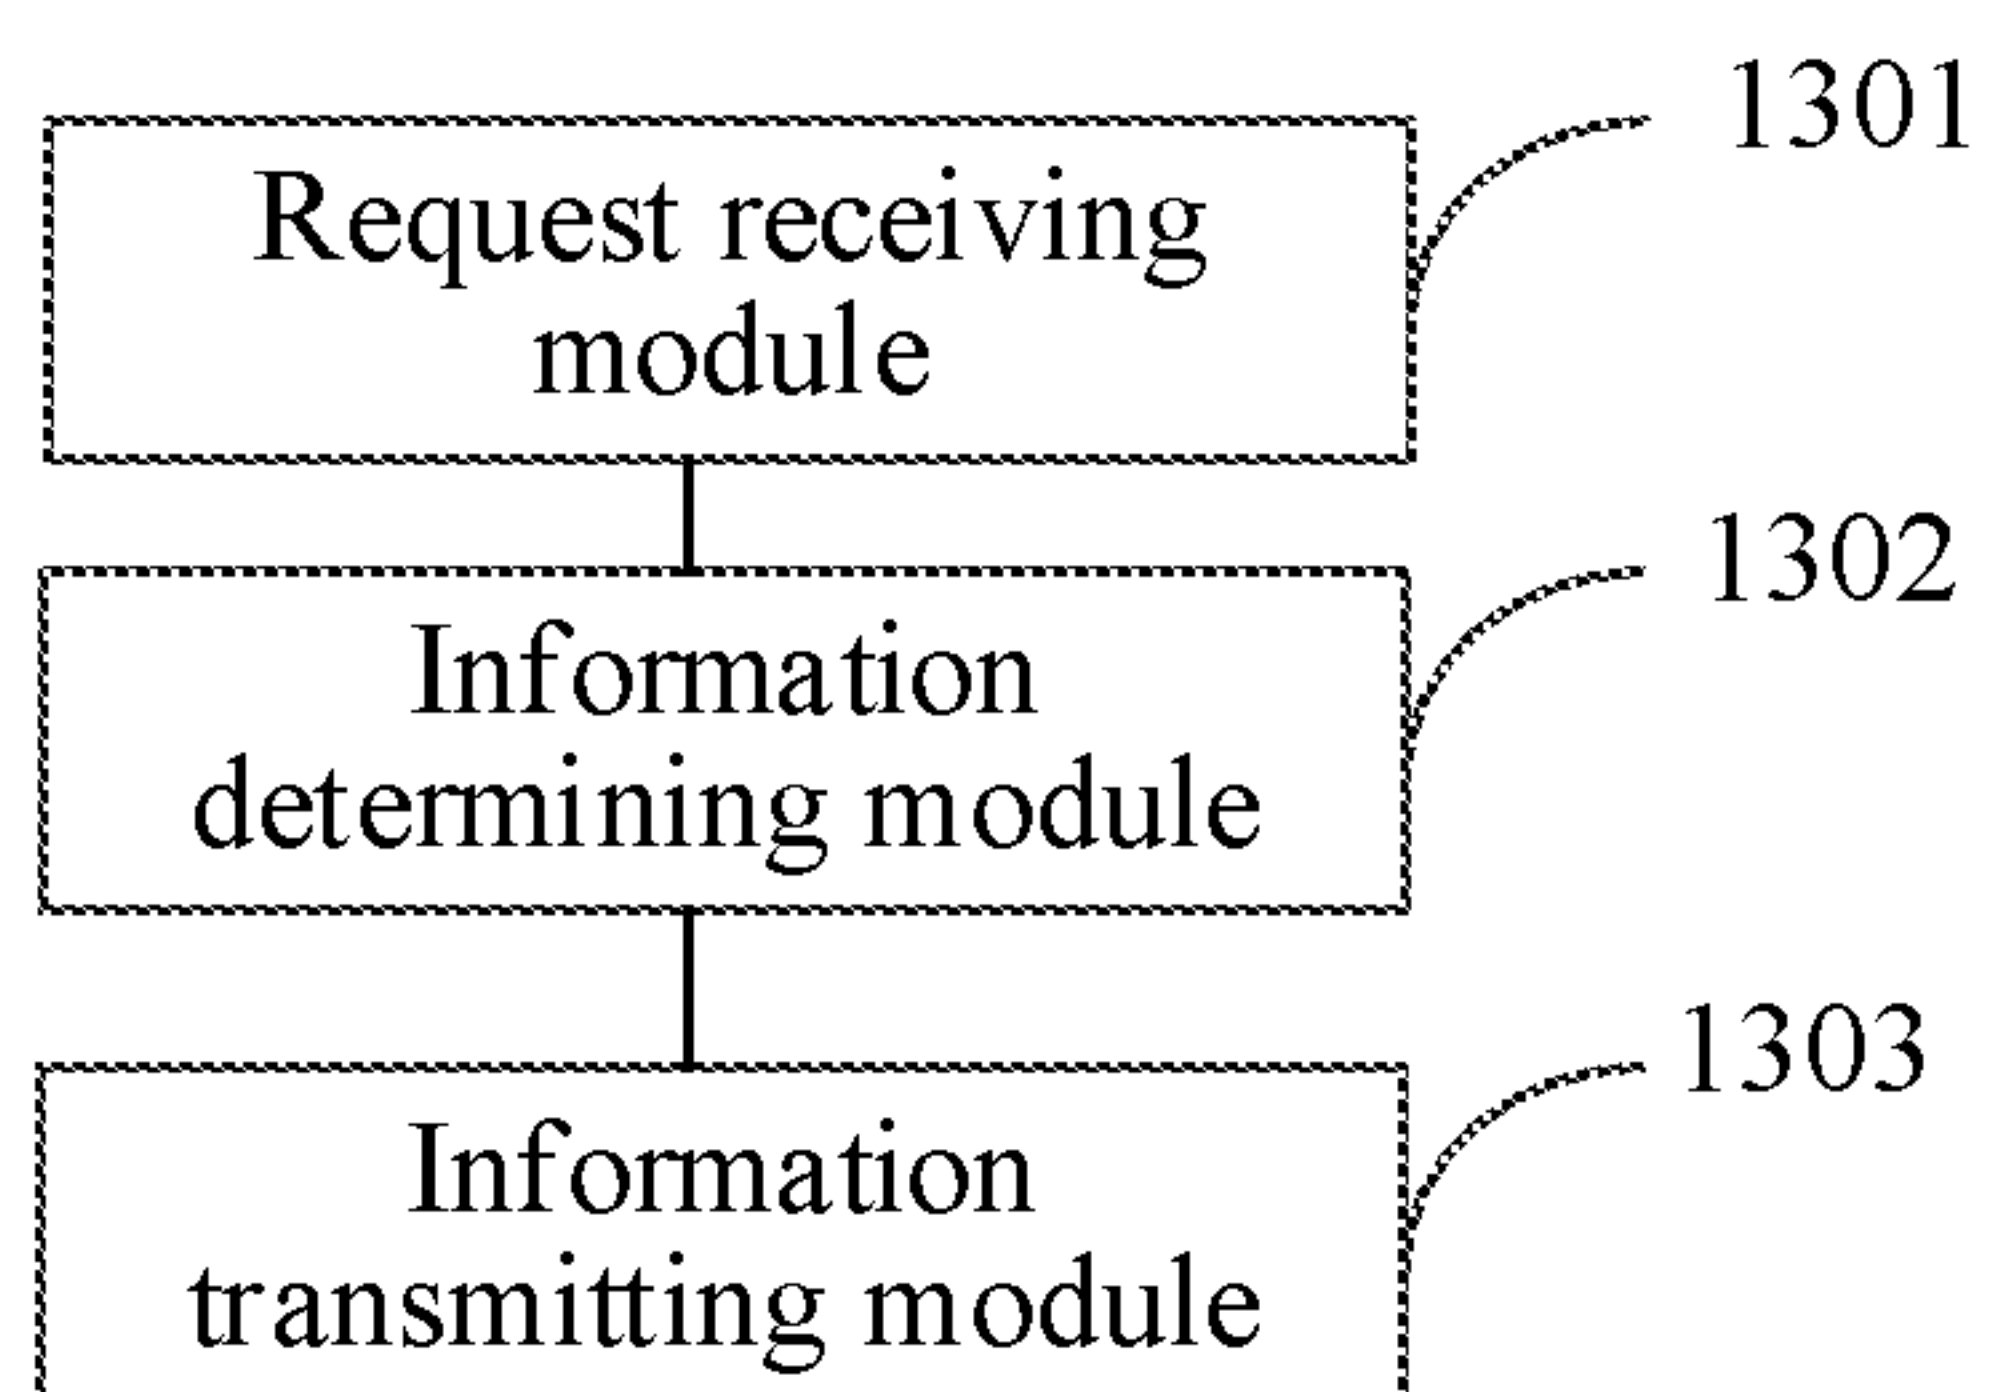 1301
Request receiving
module
1302
Information
determining module
1303
Information
transmitting module